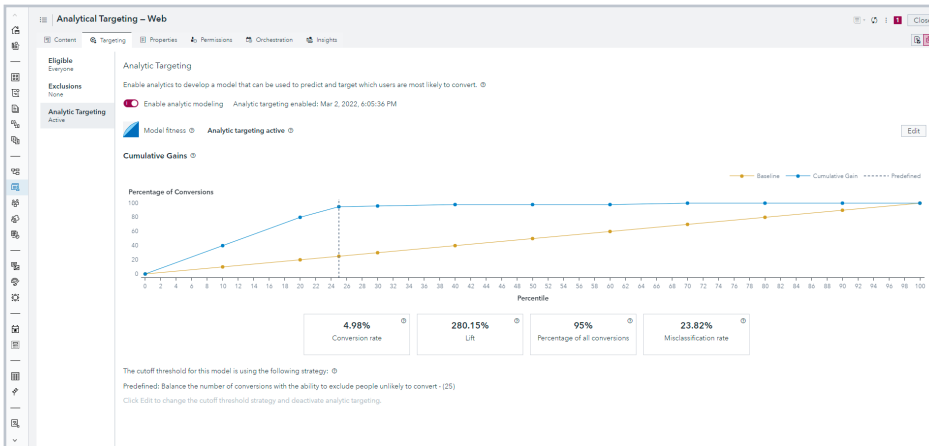 Analytical Targeting – Web
1
Close
Content Targeting Properties Permissions Orchestration Insights
Eligible
Everyone
Exclusions
None
Analytic Targeting
Active
Analytic Targeting
Enable analytics to develop a model that can be used to predict and target which users are most likely to convert.
Enable analytic modeling Analytic targeting enabled: Mar 2, 2022, 6:05:36 PM
Model fitness Analytic targeting active
Edit
Cumulative Gains
Baseline Cumulative Gain Predefined
Percentage of Conversions
100
80
60
40
20
0
0 2 4 6 8 10 12 14 16 18 20 22 24 26 28 30 32 34 36 38 40 42 44 46 48 50 52 54 56 58 60 62 64 66 68 70 72 74 76 78 80 82 84 86 88 90 92 94 96 98 100
Percentile
4.98%
Conversion rate
280.15%
Lift
95%
Percentage of all conversions
23.82%
Misclassification rate
The cutoff threshold for this model is using the following strategy:
Predefined: Balance the number of conversions with the ability to exclude people unlikely to convert - (25)
Click Edit to change the cutoff threshold strategy and deactivate analytic targeting.